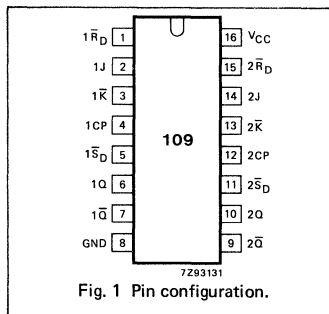 1R̅D 1 16 VCC
1J 2 15 2R̅D
1K̅ 3 14 2J
1CP 4 13 2K̅
109
1S̅D 5 12 2CP
1Q 6 11 2S̅D
1Q̅ 7 10 2Q
GND 8 9 2Q̅
7Z93131
Fig. 1 Pin configuration.